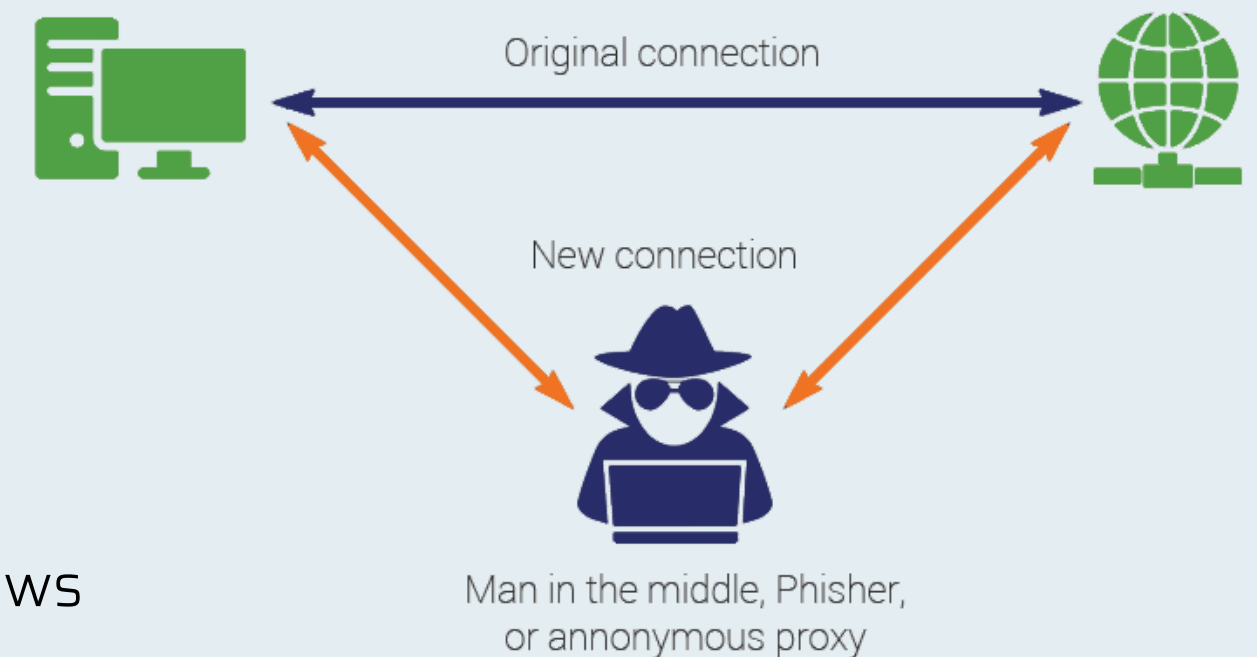 Original connection
New connection
WS
Man in the middle, Phisher,
or annonymous proxy